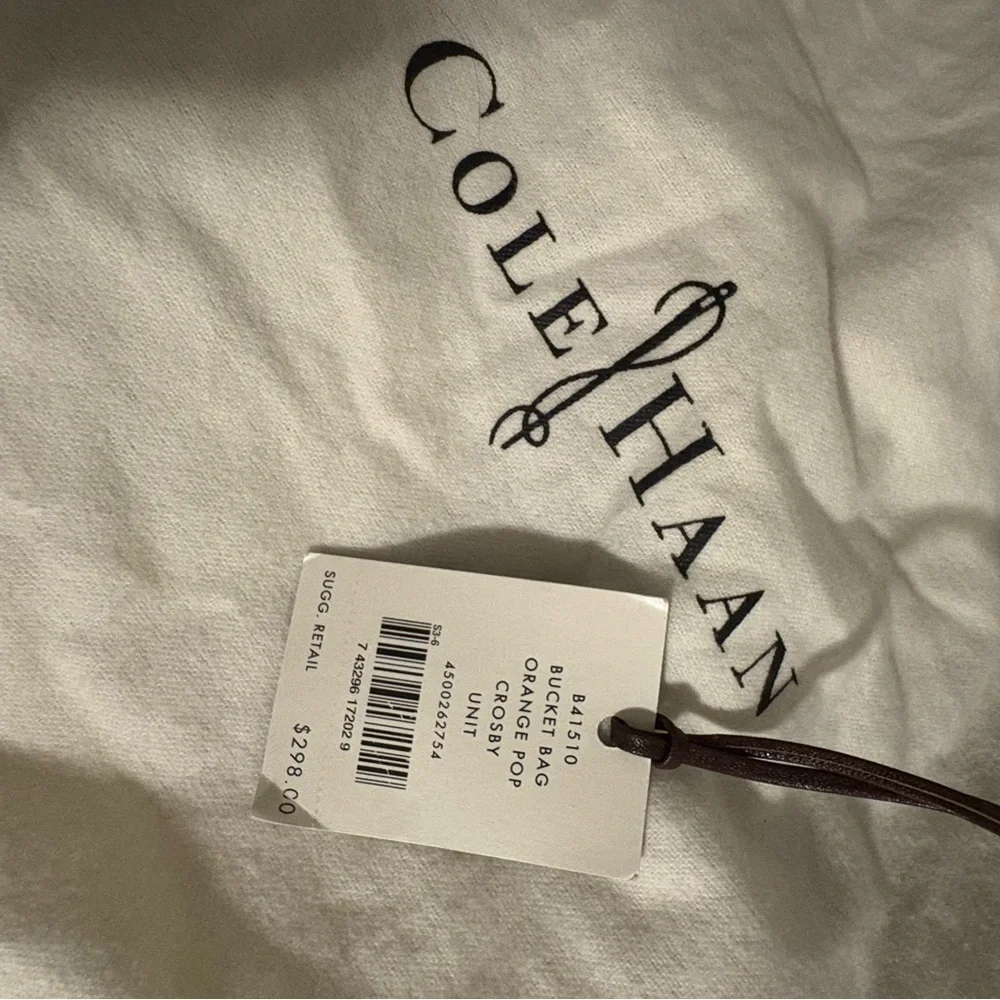 COLE HAAN
B41510
BUCKET BAG
ORANGE POP
CROSBY
UNIT
4500262754
S3-6
7 43296 17202 9
SUGG. RETAIL $298.00